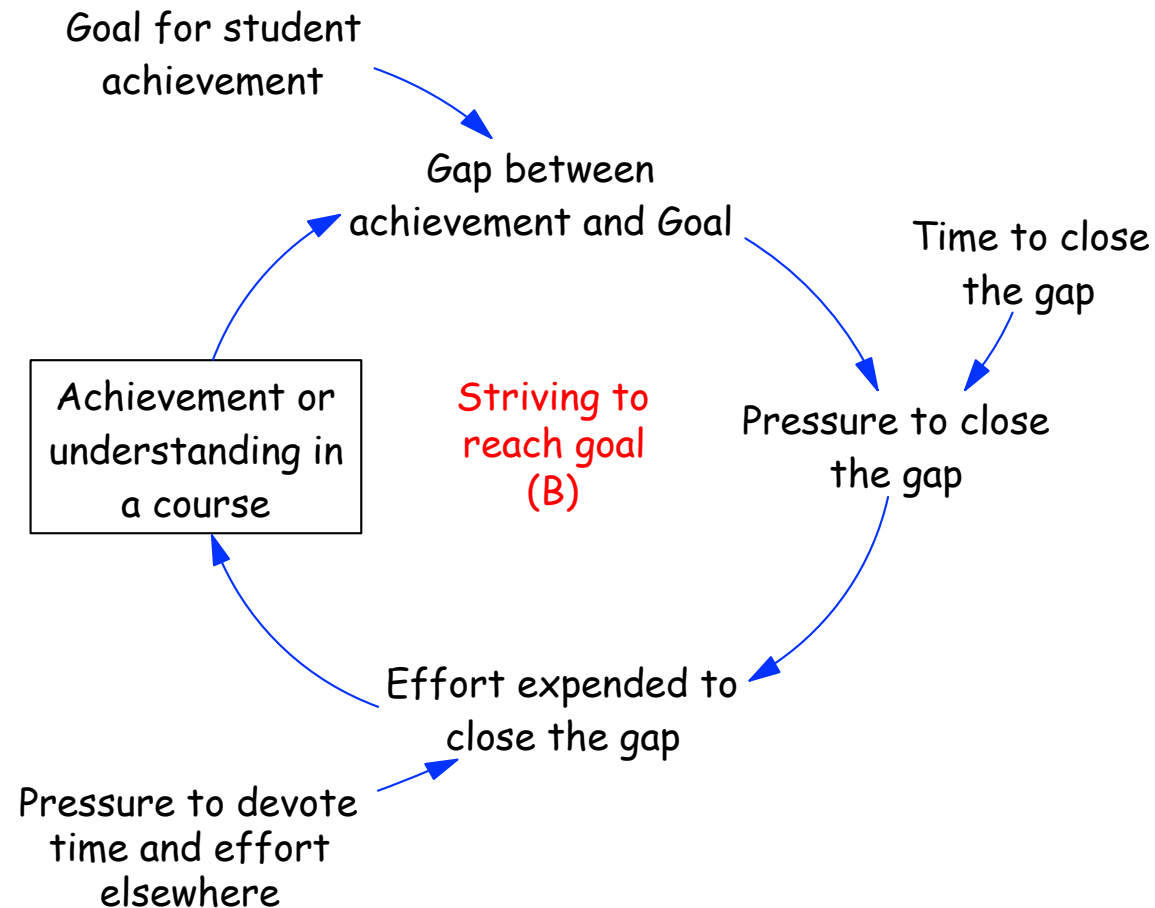 Goal for student
achievement
Gap between
achievement and Goal
Time to close
the gap
Achievement or
understanding in
a course
Striving to
reach goal
(B)
Pressure to close
the gap
Effort expended to
close the gap
Pressure to devote
time and effort
elsewhere